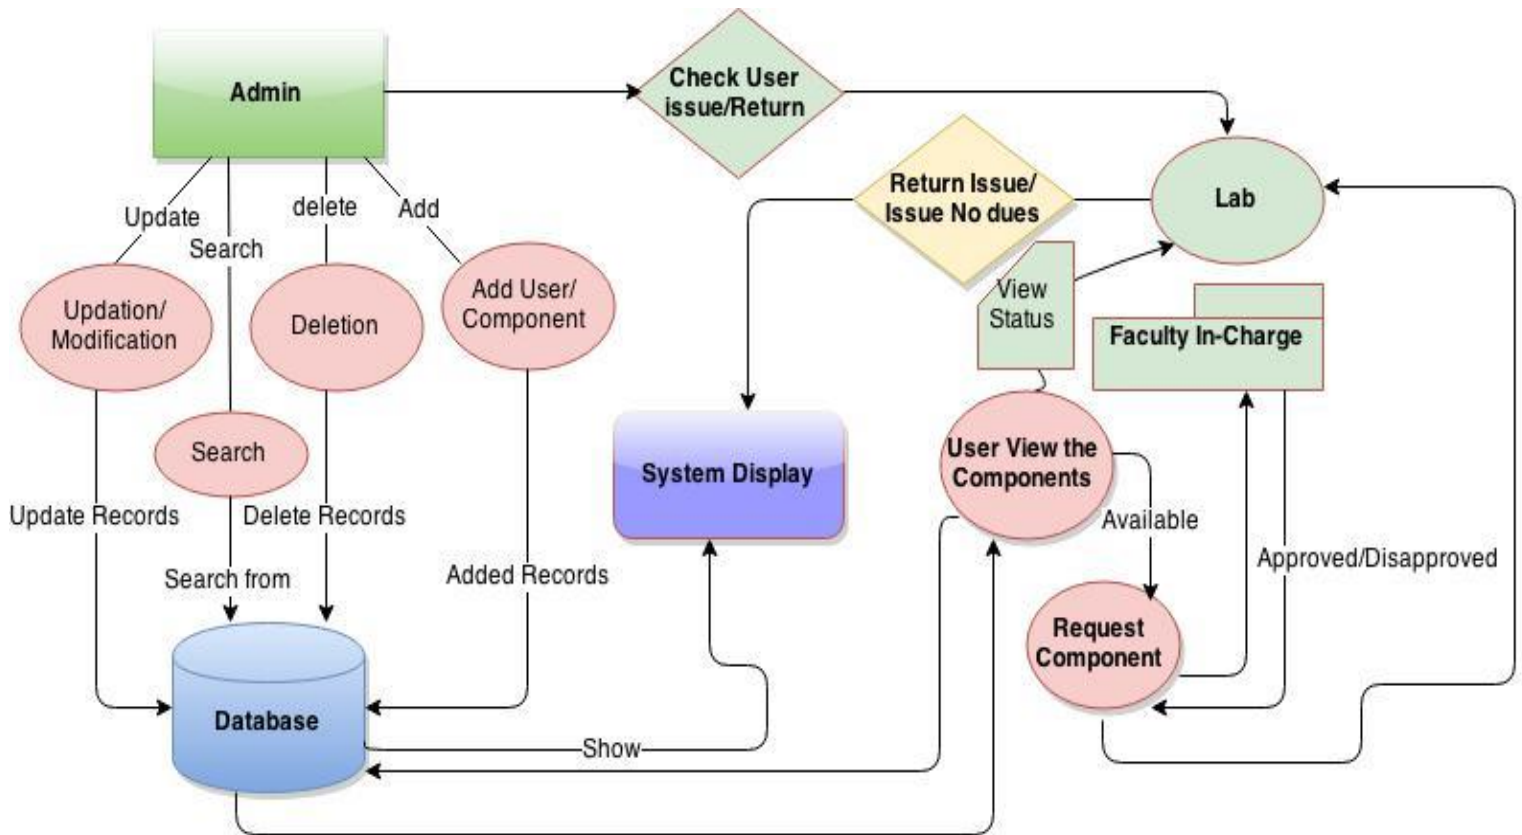 Admin
Check User
issue/Return
Return Issue/
Issue No dues
Lab
Update
Search
delete
Add
Updation/
Modification
Deletion
Add User/
Component
View
Status
Faculty In-Charge
Search
System Display
User View the
Components
Update Records
Delete Records
Available
Search from
Added Records
Approved/Disapproved
Request
Component
Database
Show